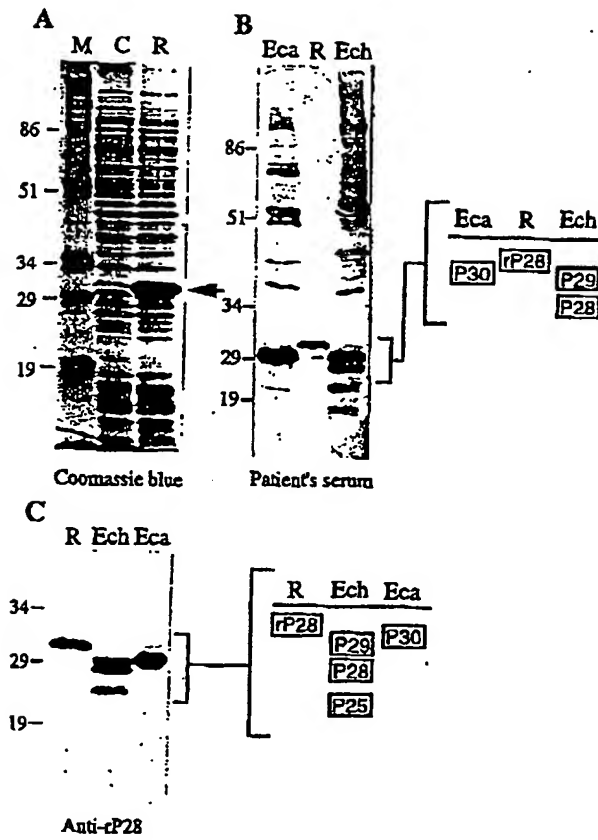 A
M C R
86
51
34
29
19
Coomassie blue
B
Eca R Ech
86
51
34
29
19
Patient's serum
Eca R Ech
P30
rP28
P29
P28
C
R Ech Eca
34
29
19
Anti-rP28
R Ech Eca
rP28
P29
P30
P28
P25